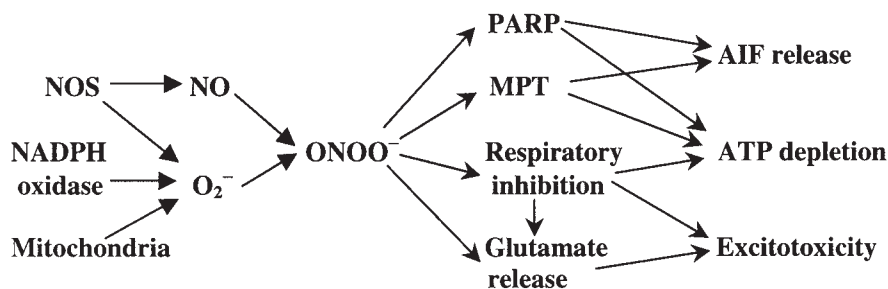 PARP
AIF release
NOS
NO
MPT
NADPH
oxidase
O₂⁻
ONOO⁻
Respiratory
inhibition
ATP depletion
Mitochondria
Glutamate
release
Excitotoxicity